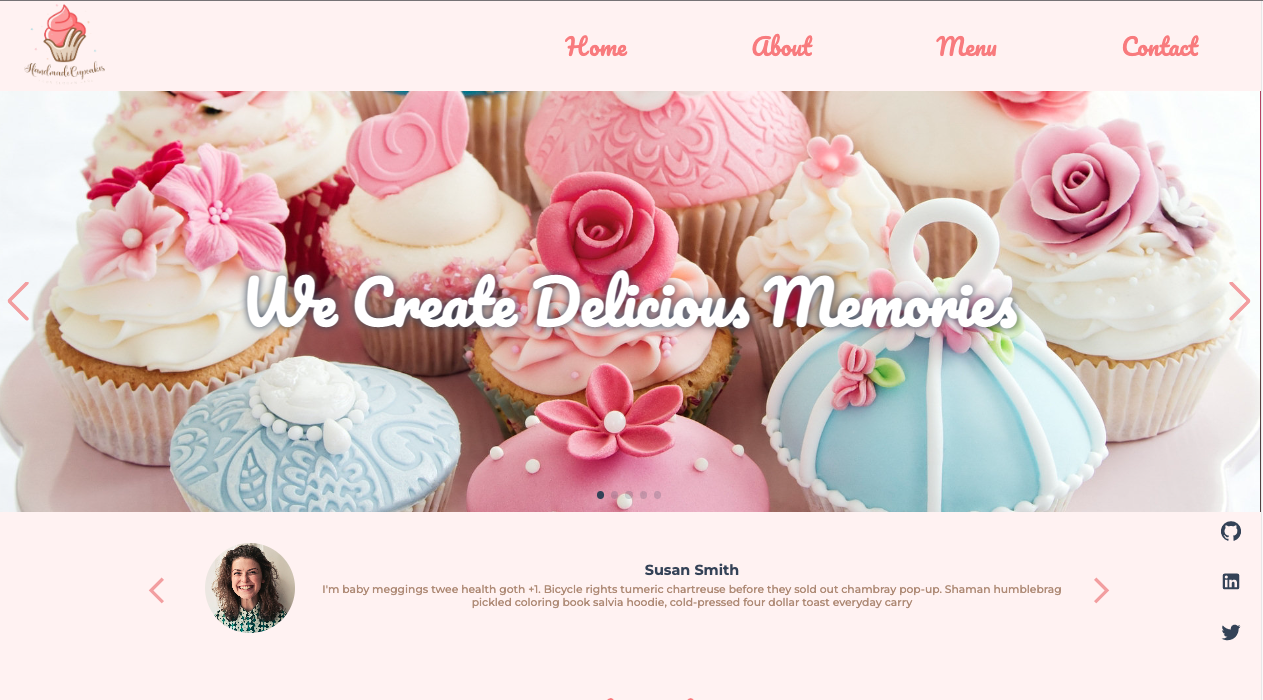 HandmadeCupcakes
Home About Menu Contact
We Create Delicious Memories
Susan Smith
I'm baby meggings twee health goth +1. Bicycle rights tumeric chartreuse before they sold out chambray pop-up. Shaman humblebrag
pickled coloring book salvia hoodie, cold-pressed four dollar toast everyday carry
in